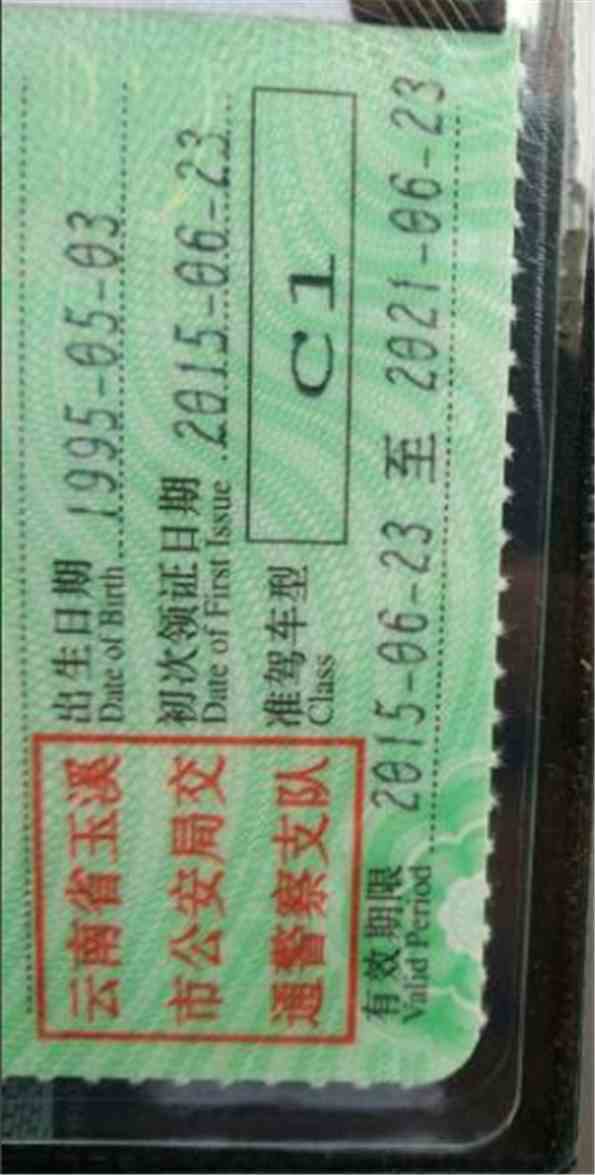 出生日期
Date of Birth
1995-05-03
初次领证日期
Date of First Issue
2015-06-23
准驾车型
Class
C1
云南省玉溪
市公安局交
通警察支队
有效期限
Valid Period
2015-06-23 至 2021-06-23